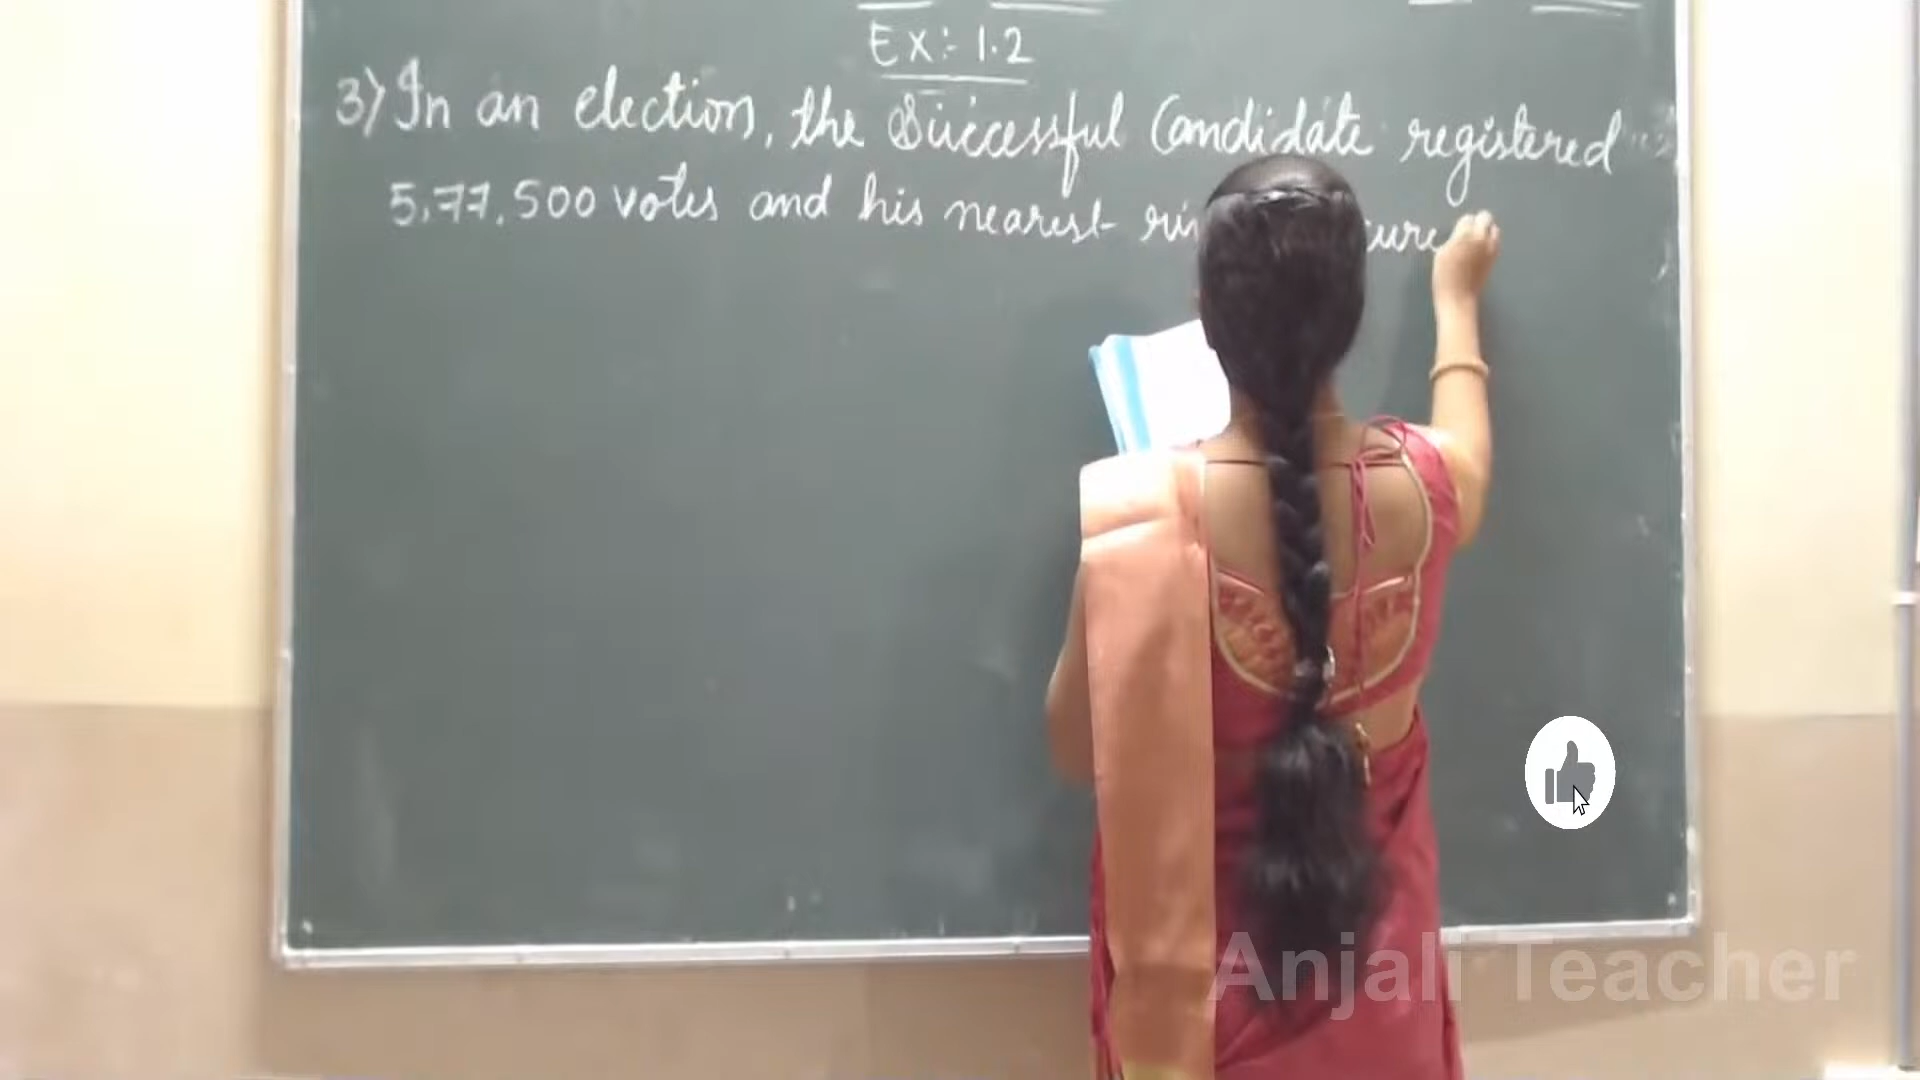 Ex:- 1.2
3) In an election, the Successful Candidate registered
5,77,500 votes and his nearest
Anjali Teacher